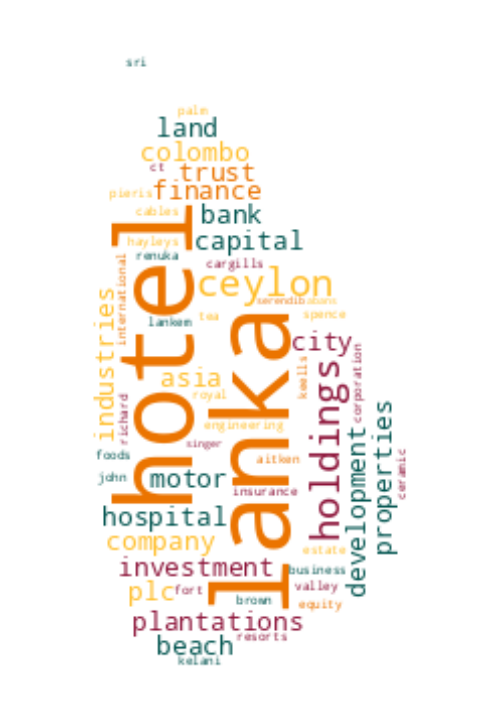 sri
palm
land
colombo
ct
trust
pieris
finance
cables
bank
hayleys
capital
renuka
cargills
international
hotel
ceylon
serendib
abans
tea
spence
lankem
industries
lanka
city
asia
keells
corporation
royal
richard
holdings
engineering
singer
foods
aitken
properties
ceramic
john
motor
insurance
development
hospital
company
estate
investment
business
plc
fort
valley
brown
equity
plantations
resorts
beach
kelani